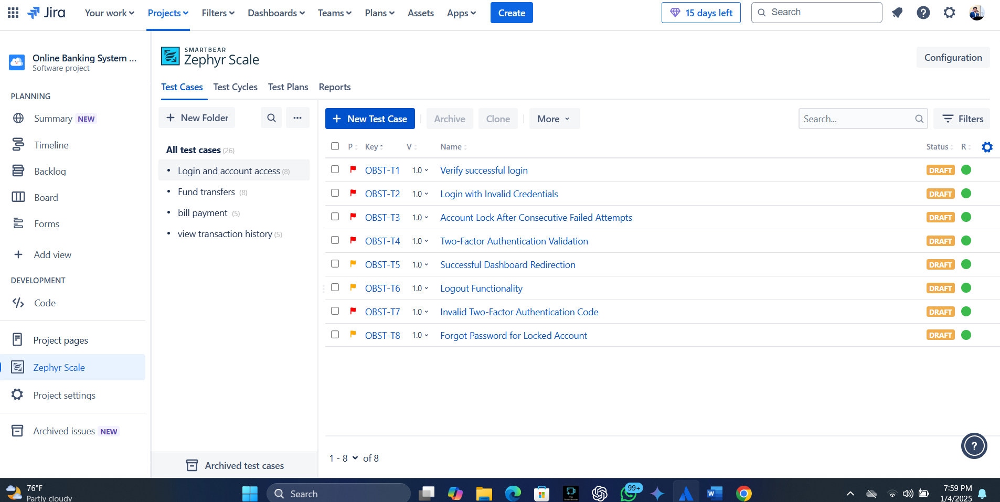 Jira
Your work
Projects
Filters
Dashboards
Teams
Plans
Assets
Apps
Create
15 days left
Search
Online Banking System ...
Software project
PLANNING
Summary NEW
Timeline
Backlog
Board
Forms
Add view
DEVELOPMENT
Code
Project pages
Zephyr Scale
Project settings
Archived issues NEW
SMARTBEAR
Zephyr Scale
Configuration
Test Cases
Test Cycles
Test Plans
Reports
New Folder
All test cases (26)
Login and account access (8)
Fund transfers (8)
bill payment (5)
view transaction history (5)
Archived test cases
New Test Case
Archive
Clone
More
Search...
Filters
P Key V Name Status R
OBST-T1 1.0 Verify successful login DRAFT
OBST-T2 1.0 Login with Invalid Credentials DRAFT
OBST-T3 1.0 Account Lock After Consecutive Failed Attempts DRAFT
OBST-T4 1.0 Two-Factor Authentication Validation DRAFT
OBST-T5 1.0 Successful Dashboard Redirection DRAFT
OBST-T6 1.0 Logout Functionality DRAFT
OBST-T7 1.0 Invalid Two-Factor Authentication Code DRAFT
OBST-T8 1.0 Forgot Password for Locked Account DRAFT
1 - 8 of 8
76°F
Partly cloudy
Search
99+
7:59 PM
1/4/2025